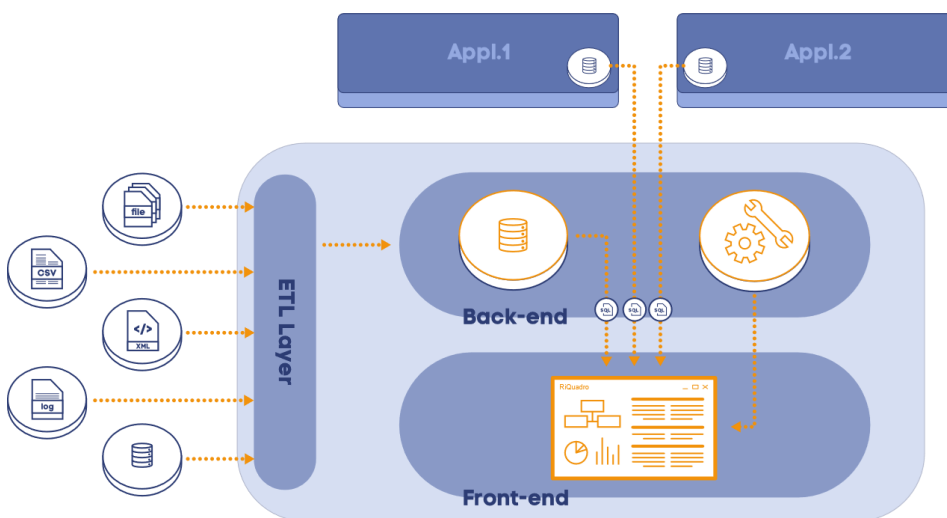 Appl.1
Appl.2
file
CSV
XML
log
ETL Layer
Back-end
SQL
SQL
SQL
RiQuadro
Front-end